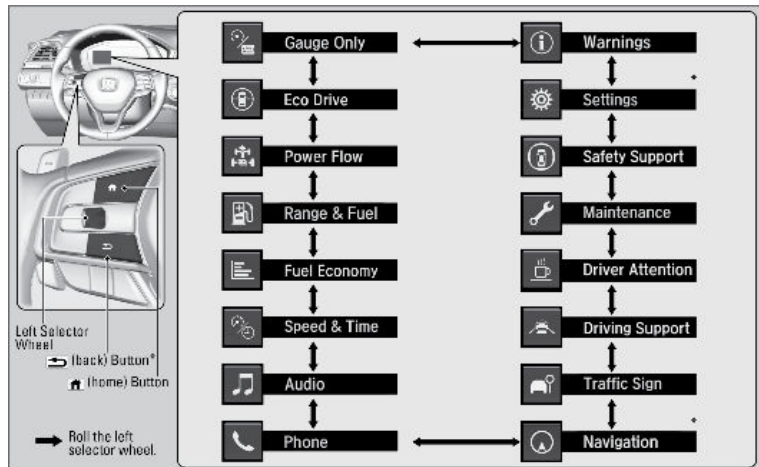 Gauge Only
Warnings
*
Eco Drive
Settings
Power Flow
Safety Support
Range & Fuel
Maintenance
Fuel Economy
Driver Attention
Speed & Time
Driving Support
Audio
Traffic Sign
*
Phone
Navigation
Left Selector
Wheel
(back) Button*
(home) Button
Roll the left
selector wheel.